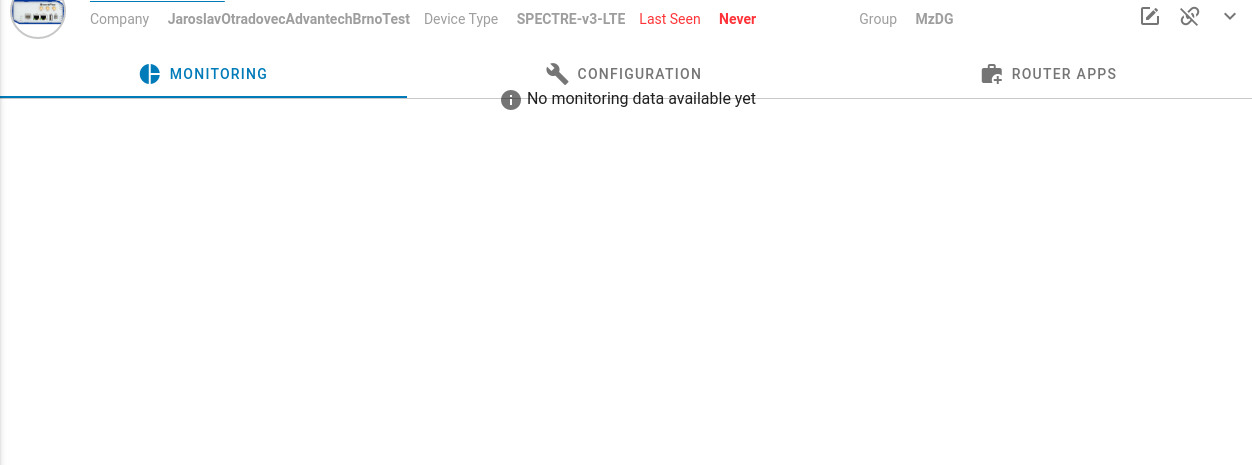 Company JaroslavOtradovecAdvantechBrnoTest Device Type SPECTRE-v3-LTE Last Seen Never Group MzDG
MONITORING CONFIGURATION ROUTER APPS
No monitoring data available yet